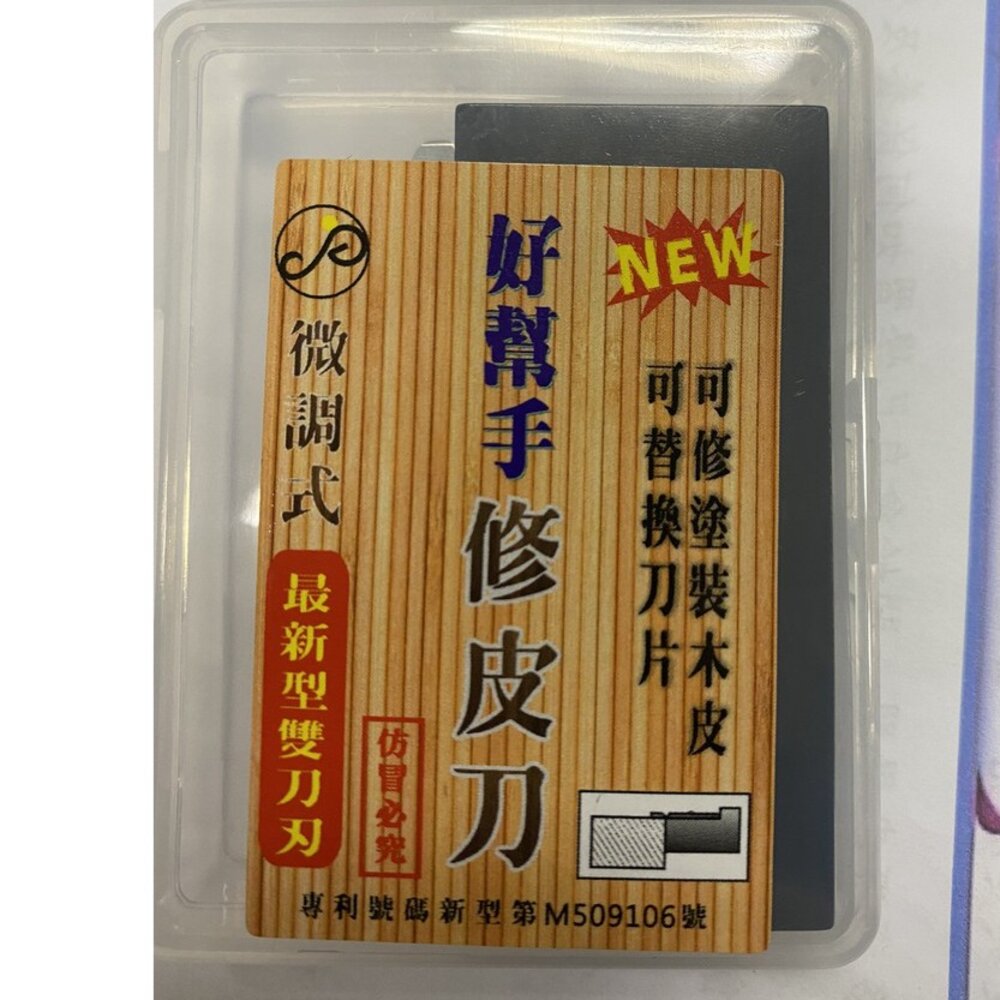 NEW
可修塗裝木皮
可替換刀片
好幫手修皮刀
微調式
最新型雙刀刃
仿冒必究
專利號碼新型第M509106號